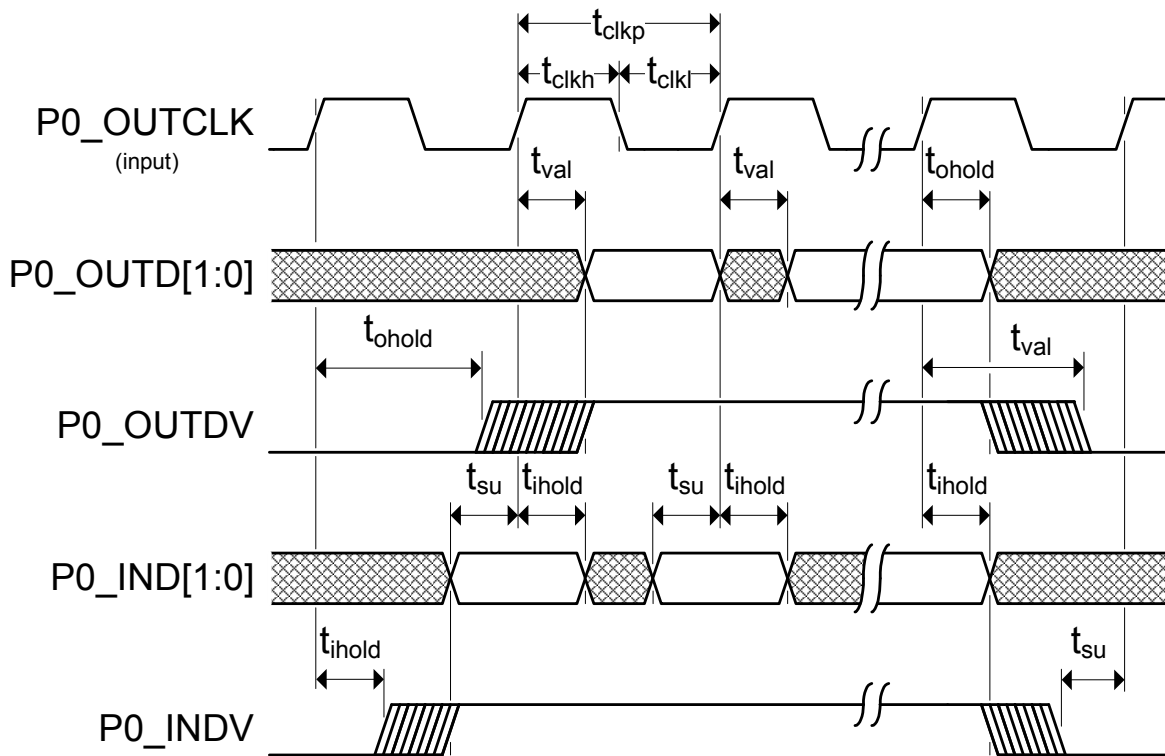 tclkp
tclkh tclkl
P0_OUTCLK
(input)
tval tval tohold
P0_OUTD[1:0]
tohold tval
P0_OUTDV
tsu tihold tsu tihold tihold
P0_IND[1:0]
tihold tsu
P0_INDV